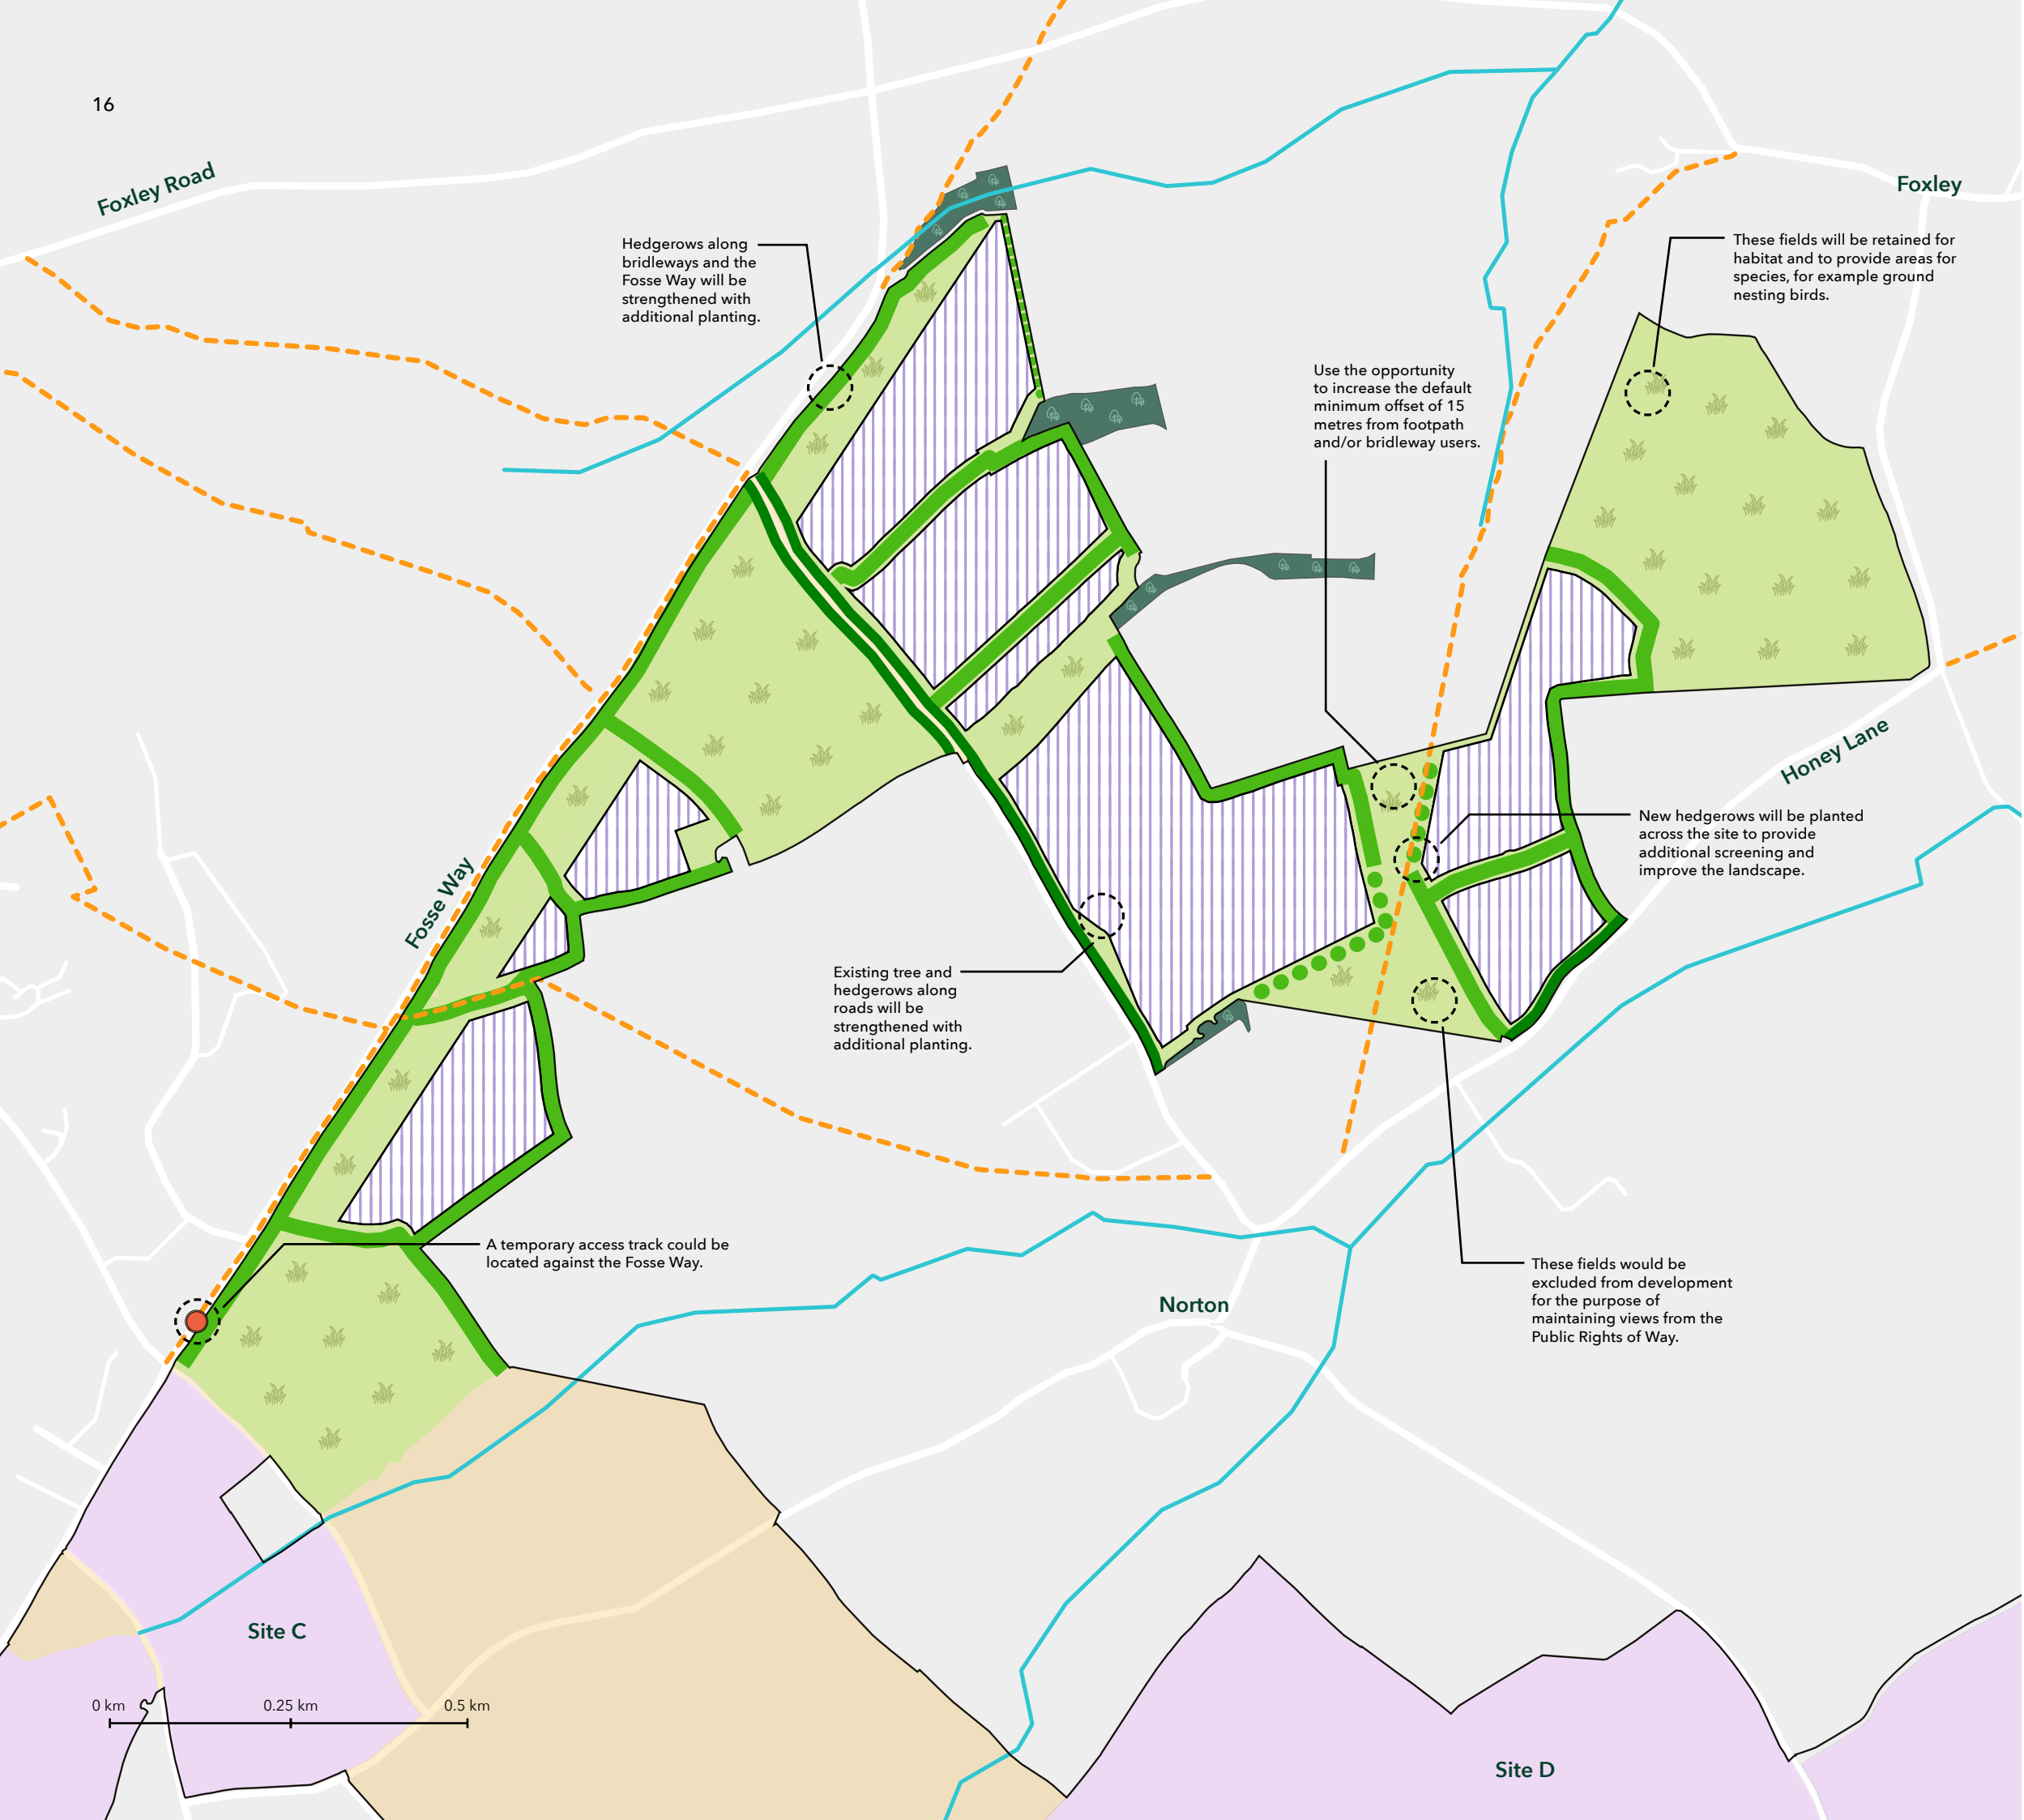 16
Foxley Road
Foxley
Hedgerows along
bridleways and the
Fosse Way will be
strengthened with
additional planting.
These fields will be retained for
habitat and to provide areas for
species, for example ground
nesting birds.
Use the opportunity
to increase the default
minimum offset of 15
metres from footpath
and/or bridleway users.
Honey Lane
New hedgerows will be planted
across the site to provide
additional screening and
improve the landscape.
Fosse Way
Existing tree and
hedgerows along
roads will be
strengthened with
additional planting.
A temporary access track could be
located against the Fosse Way.
These fields would be
excluded from development
for the purpose of
maintaining views from the
Public Rights of Way.
Norton
Site C
0 km 0.25 km 0.5 km
Site D